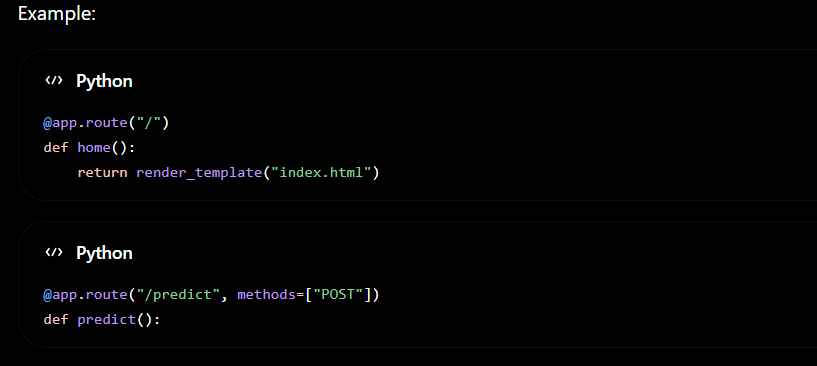 Example:
Python
@app.route("/")
def home():
    return render_template("index.html")
Python
@app.route("/predict", methods=["POST"])
def predict():